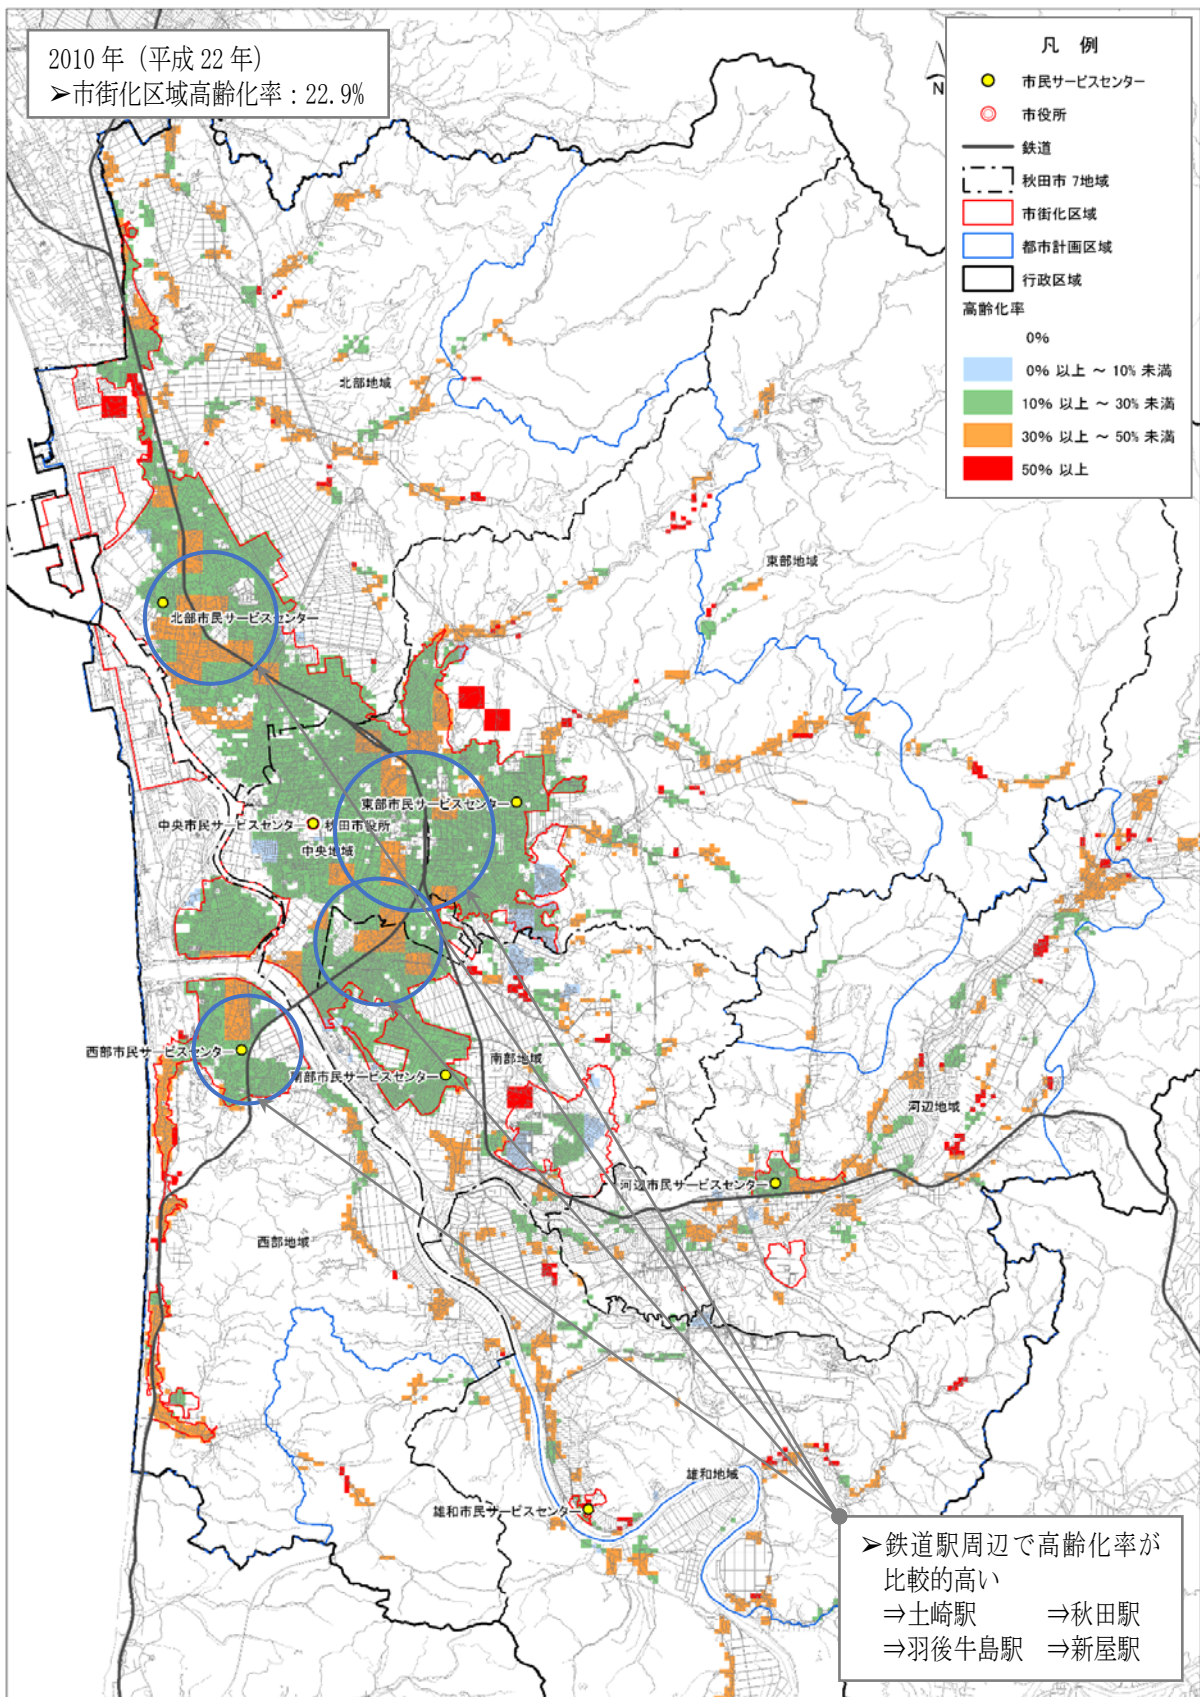 2010 年（平成 22 年）
➤市街化区域高齢化率：22.9%
凡 例
市民サービスセンター
市役所
鉄道
秋田市 7地域
市街化区域
都市計画区域
行政区域
高齢化率
0%
0% 以上 ～ 10% 未満
10% 以上 ～ 30% 未満
30% 以上 ～ 50% 未満
50% 以上
N
北部地域
東部地域
北部市民サービスセンター
東部市民サービスセンター
中央市民サービスセンター
秋田市役所
中央地域
西部市民サービスセンター
南部地域
南部市民サービスセンター
河辺地域
河辺市民サービスセンター
西部地域
雄和地域
雄和市民サービスセンター
➤鉄道駅周辺で高齢化率が
比較的高い
⇒土崎駅 ⇒秋田駅
⇒羽後牛島駅 ⇒新屋駅